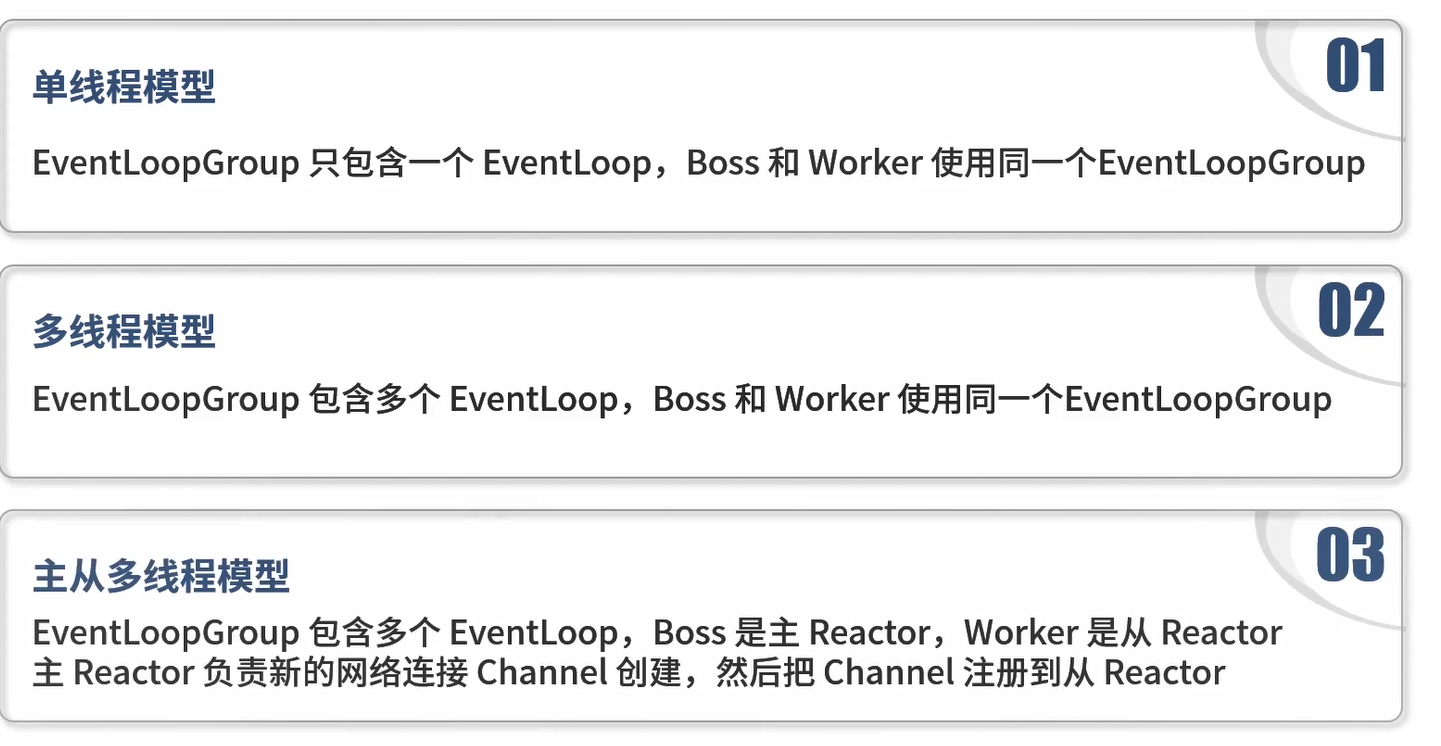 01
单线程模型
EventLoopGroup 只包含一个 EventLoop，Boss 和 Worker 使用同一个EventLoopGroup
02
多线程模型
EventLoopGroup 包含多个 EventLoop，Boss 和 Worker 使用同一个EventLoopGroup
03
主从多线程模型
EventLoopGroup 包含多个 EventLoop，Boss 是主 Reactor，Worker 是从 Reactor
主 Reactor 负责新的网络连接 Channel 创建，然后把 Channel 注册到从 Reactor